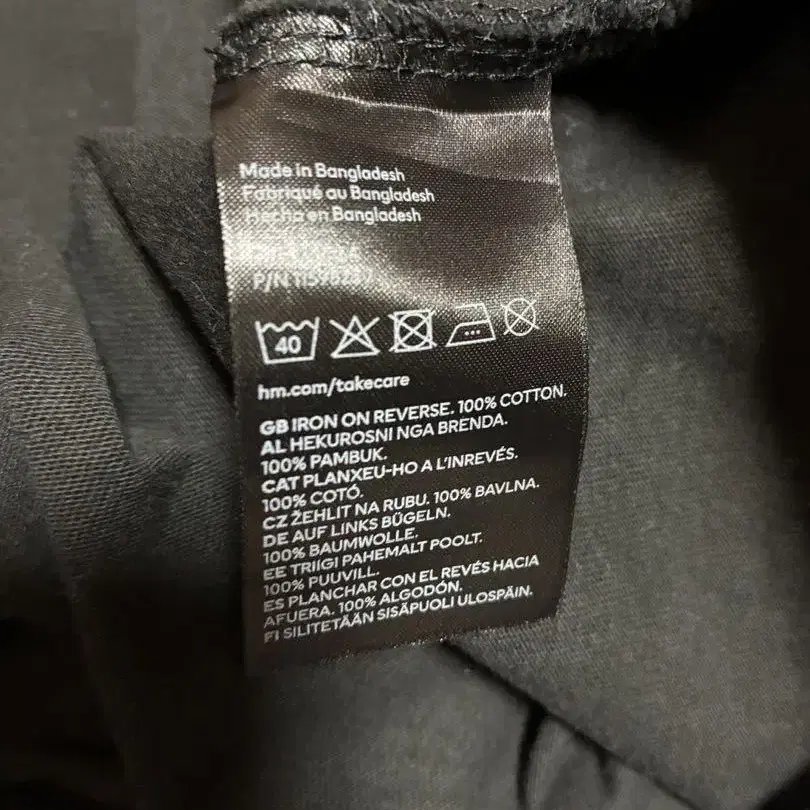 Made in Bangladesh
Fabriqué au Bangladesh
Hecho en Bangladesh
P/N
40
hm.com/takecare
GB IRON ON REVERSE. 100% COTTON.
AL HEKUROSNI NGA BRENDA.
100% PAMBUK.
CAT PLANXEU-HO A L'INREVÉS.
100% COTÓ.
CZ ŽEHLIT NA RUBU. 100% BAVLNA.
DE AUF LINKS BÜGELN.
100% BAUMWOLLE.
EE TRIIGI PAHEMALT POOLT.
100% PUUVILL.
ES PLANCHAR CON EL REVÉS HACIA
AFUERA. 100% ALGODÓN.
FI SILITETÄÄN SISÄPUOLI ULOSPÄIN.